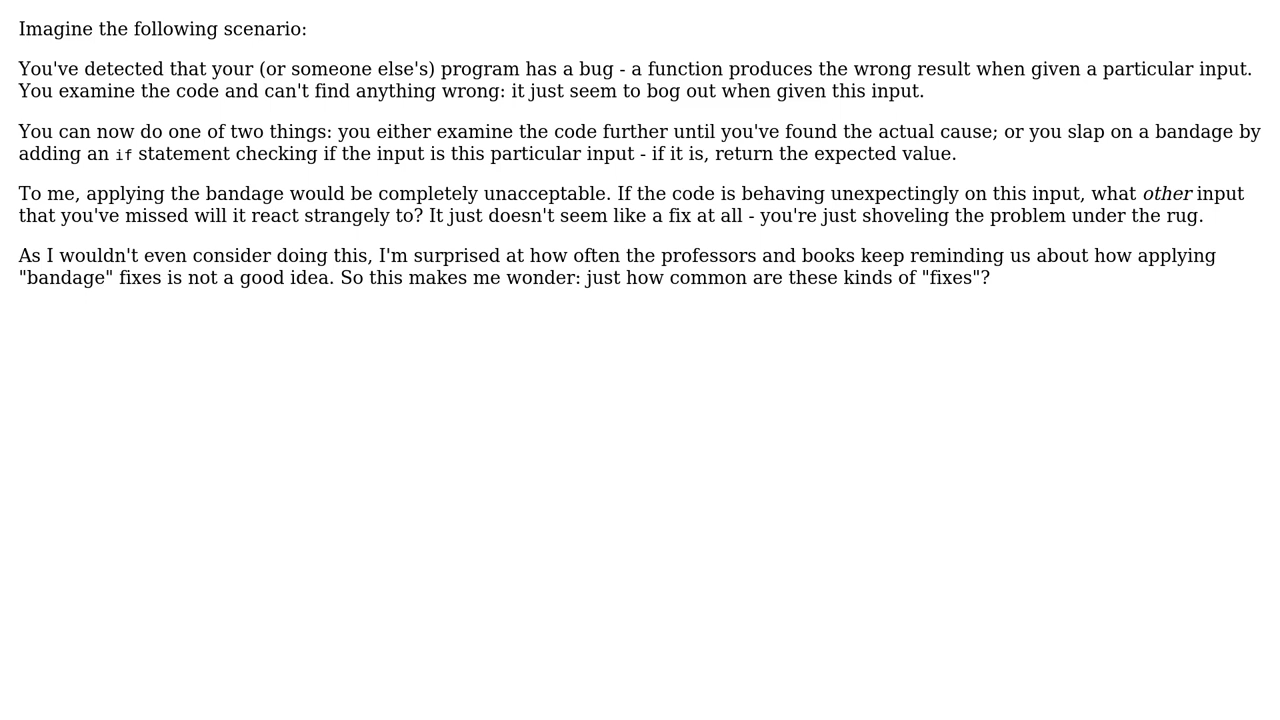 Imagine the following scenario:
You've detected that your (or someone else's) program has a bug - a function produces the wrong result when given a particular input.
You examine the code and can't find anything wrong: it just seem to bog out when given this input.
You can now do one of two things: you either examine the code further until you've found the actual cause; or you slap on a bandage by
adding an if statement checking if the input is this particular input - if it is, return the expected value.
To me, applying the bandage would be completely unacceptable. If the code is behaving unexpectingly on this input, what other input
that you've missed will it react strangely to? It just doesn't seem like a fix at all - you're just shoveling the problem under the rug.
As I wouldn't even consider doing this, I'm surprised at how often the professors and books keep reminding us about how applying
"bandage" fixes is not a good idea. So this makes me wonder: just how common are these kinds of "fixes"?